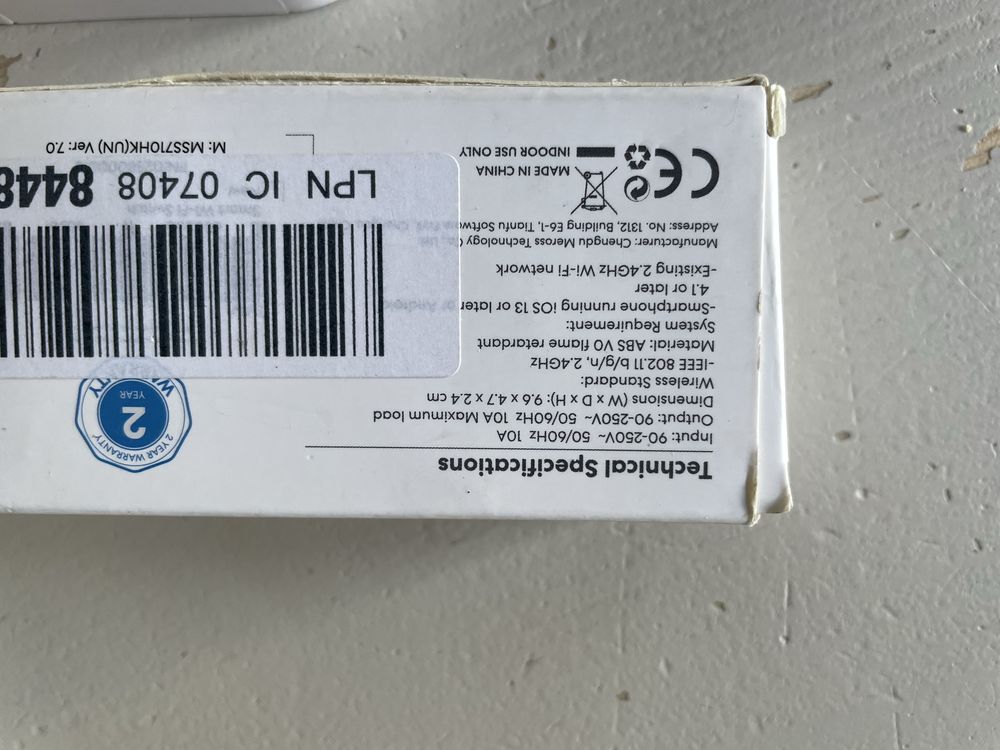 Technical Specifications
Input: 90-250V~ 50/60Hz 10A
Output: 90-250V~ 50/60Hz 10A Maximum load
Dimensions (W x D x H): 9.6 x 4.7 x 2.4 cm
Wireless Standard:
-IEEE 802.11 b/g/n, 2.4GHz
Material: ABS V0 flame retardant
System Requirement:
-Smartphone running iOS 13 or later or Android
4.1 or later
-Existing 2.4GHz Wi-Fi network
Manufacturer: Chengdu Meross Technology Co., Ltd.
Address: No. 1312, Building E6-1, Tianfu Software
MADE IN CHINA
INDOOR USE ONLY
CE
2 YEAR WARRANTY
2
YEAR
LPN IC 07408 8448
M: MSS710HK(UN) Ver: 7.0